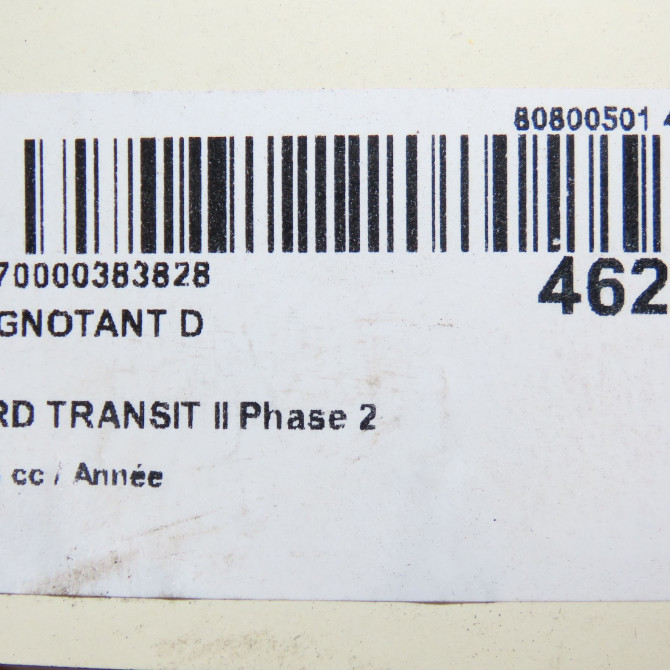 80800501 4
70000383828
462
GNOTANT D
RD TRANSIT II Phase 2
cc / Année